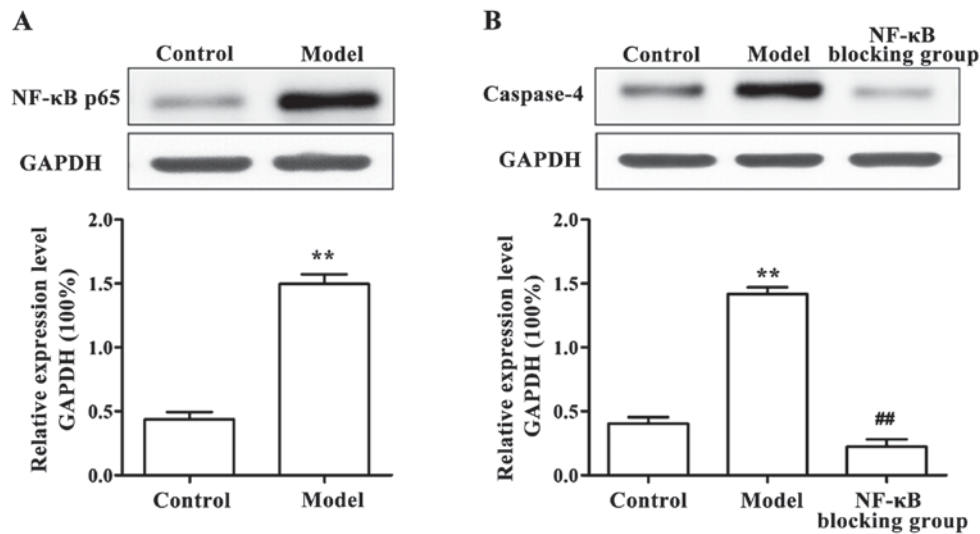 A
Control Model
NF-κB p65
GAPDH
2.0
1.5
1.0
0.5
0.0
Relative expression level
GAPDH (100%)
**
Control Model
B
Control Model NF-κB
blocking group
Caspase-4
GAPDH
2.0
1.5
1.0
0.5
0.0
Relative expression level
GAPDH (100%)
**
##
Control Model NF-κB
blocking group